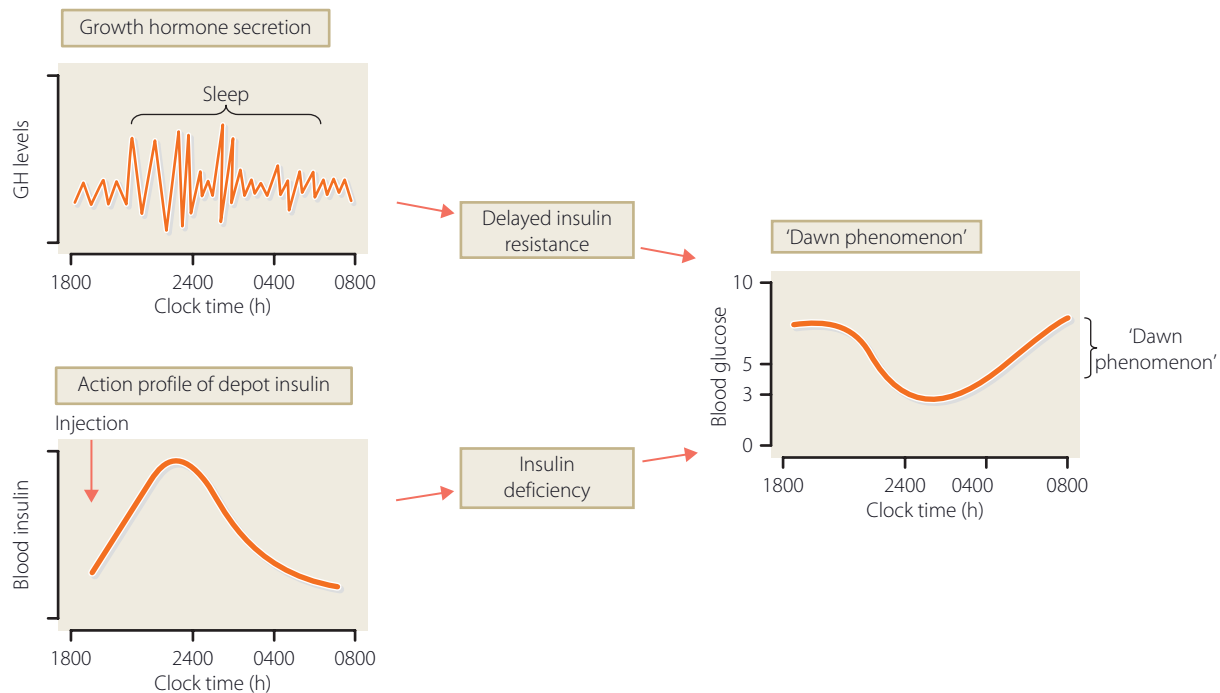 Growth hormone secretion
GH levels
Sleep
1800
2400
0400
0800
Clock time (h)
Action profile of depot insulin
Injection
Blood insulin
1800
2400
0400
0800
Clock time (h)
Delayed insulin
resistance
Insulin
deficiency
‘Dawn phenomenon’
Blood glucose
10
5
3
0
1800
2400
0400
0800
Clock time (h)
‘Dawn
phenomenon’